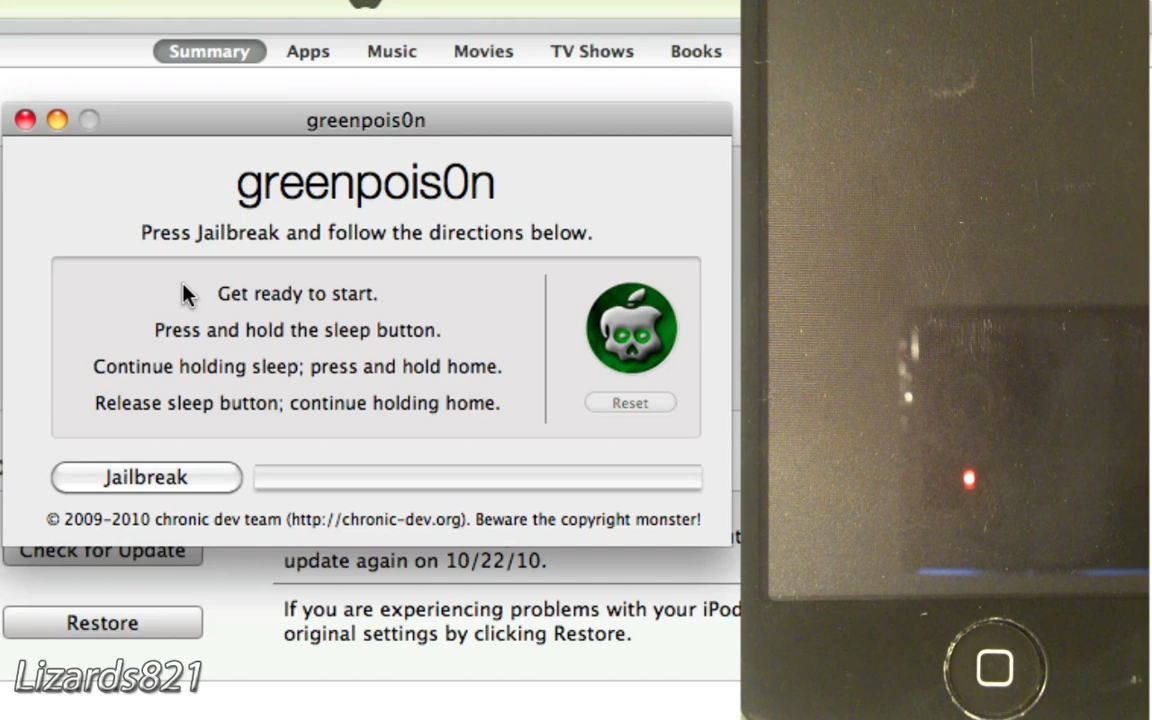 Summary Apps Music Movies TV Shows Books
greenpois0n
greenpois0n
Press Jailbreak and follow the directions below.
Get ready to start.
Press and hold the sleep button.
Continue holding sleep; press and hold home.
Release sleep button; continue holding home.
Reset
Jailbreak
© 2009-2010 chronic dev team (http://chronic-dev.org). Beware the copyright monster!
Check for Update
update again on 10/22/10.
If you are experiencing problems with your iPod
Restore
original settings by clicking Restore.
Lizards821